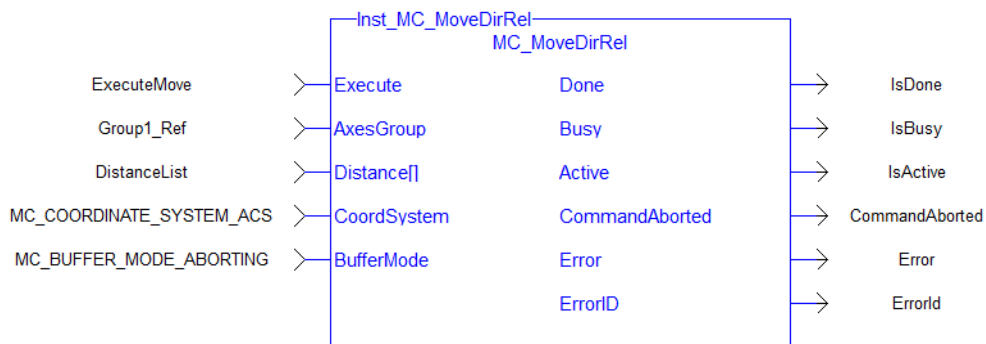 Inst_MC_MoveDirRel
MC_MoveDirRel
ExecuteMove Execute Done IsDone
Group1_Ref AxesGroup Busy IsBusy
DistanceList Distance[] Active IsActive
MC_COORDINATE_SYSTEM_ACS CoordSystem CommandAborted CommandAborted
MC_BUFFER_MODE_ABORTING BufferMode Error Error
ErrorID ErrorId